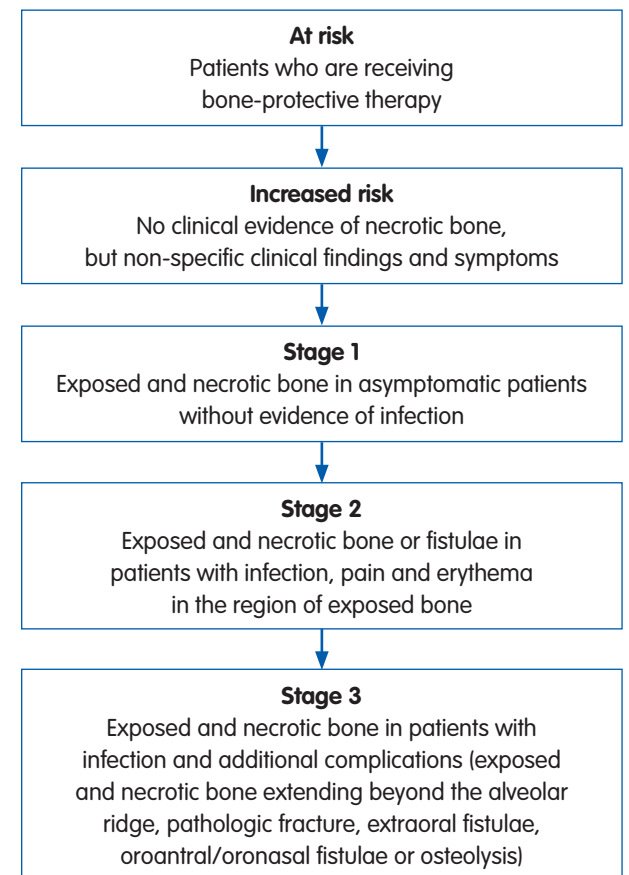 At risk
Patients who are receiving
bone-protective therapy
Increased risk
No clinical evidence of necrotic bone,
but non-specific clinical findings and symptoms
Stage 1
Exposed and necrotic bone in asymptomatic patients
without evidence of infection
Stage 2
Exposed and necrotic bone or fistulae in
patients with infection, pain and erythema
in the region of exposed bone
Stage 3
Exposed and necrotic bone in patients with
infection and additional complications (exposed
and necrotic bone extending beyond the alveolar
ridge, pathologic fracture, extraoral fistulae,
oroantral/oronasal fistulae or osteolysis)